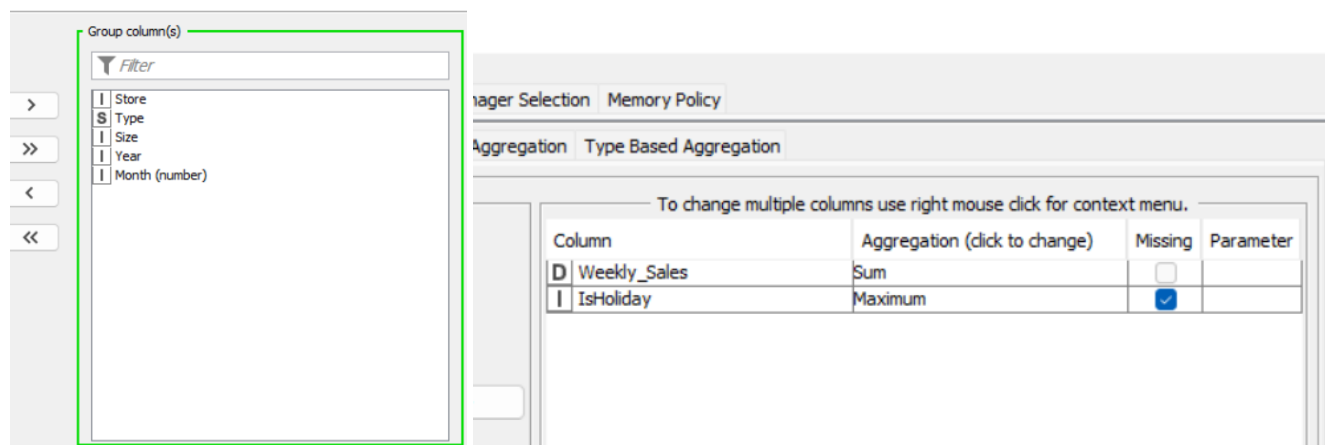 Group column(s)
Filter
I Store
S Type
I Size
I Year
I Month (number)
>
>>
<
<<
nager Selection Memory Policy
Aggregation Type Based Aggregation
To change multiple columns use right mouse click for context menu.
Column Aggregation (click to change) Missing Parameter
D Weekly_Sales Sum
I IsHoliday Maximum